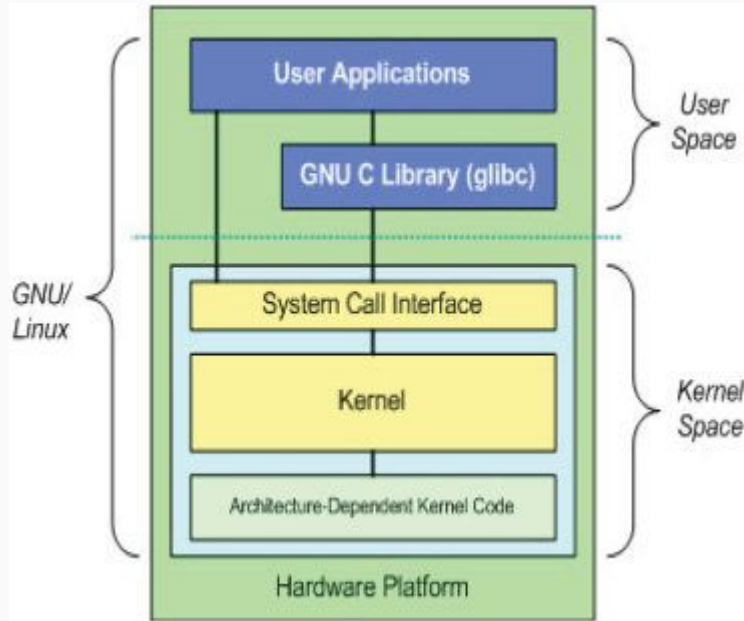 User Applications
User
Space
GNU C Library (glibc)
GNU/
Linux
System Call Interface
Kernel
Kernel
Space
Architecture-Dependent Kernel Code
Hardware Platform